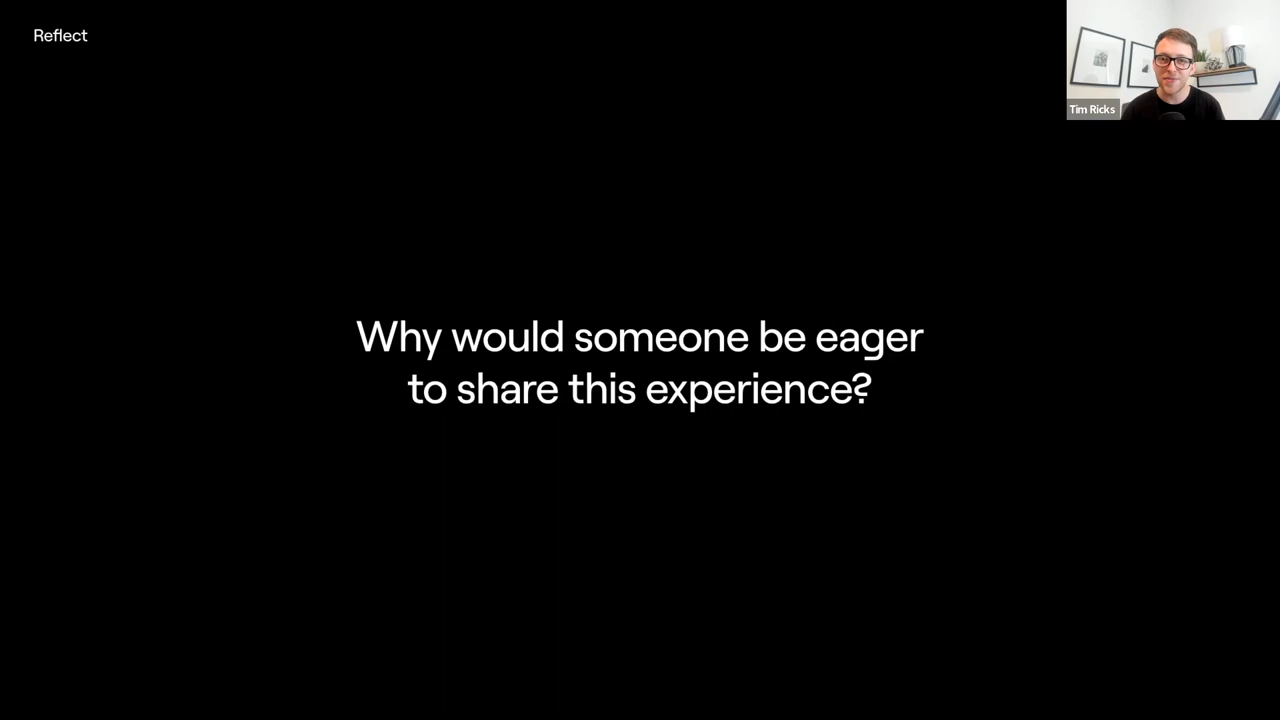 Reflect
Tim Ricks
Why would someone be eager
to share this experience?